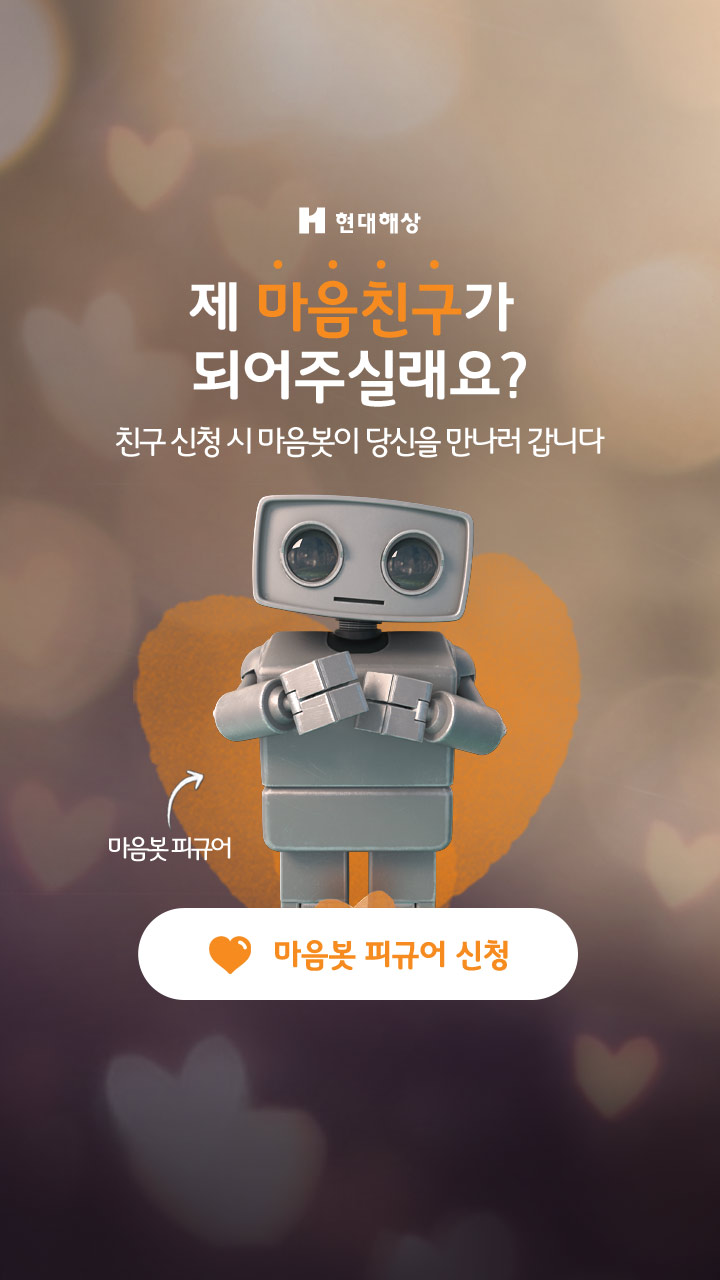 현대해상
제 마음친구가
되어주실래요?
친구 신청 시 마음봇이 당신을 만나러 갑니다
마음봇 피규어
마음봇 피규어 신청